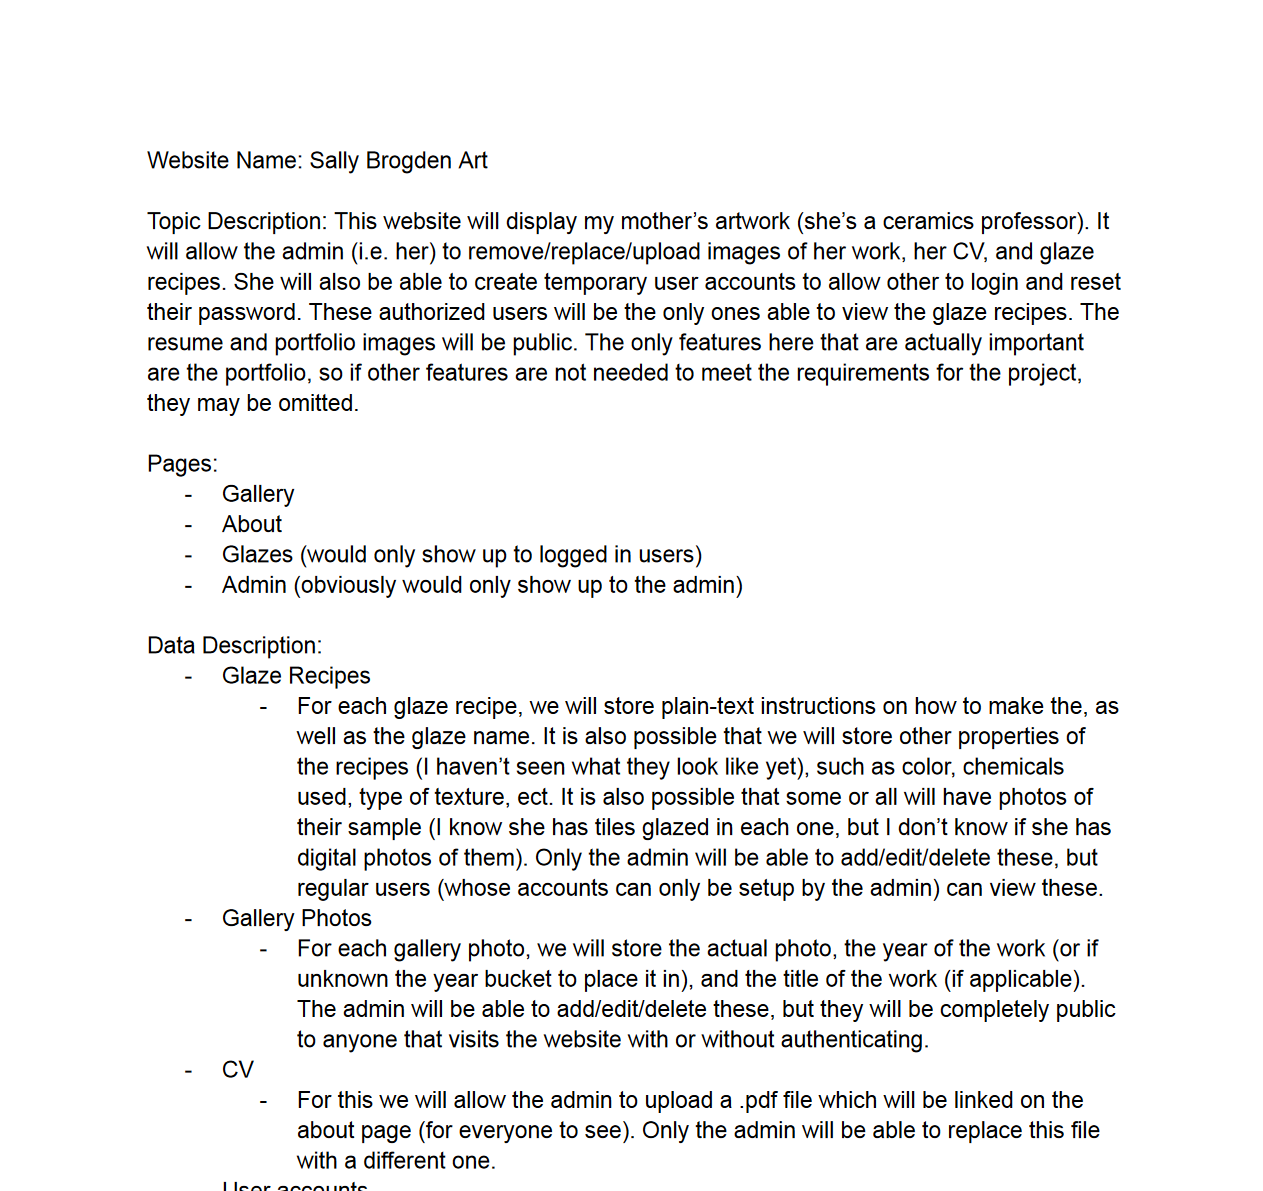 Website Name: Sally Brogden Art
Topic Description: This website will display my mother’s artwork (she’s a ceramics professor). It
will allow the admin (i.e. her) to remove/replace/upload images of her work, her CV, and glaze
recipes. She will also be able to create temporary user accounts to allow other to login and reset
their password. These authorized users will be the only ones able to view the glaze recipes. The
resume and portfolio images will be public. The only features here that are actually important
are the portfolio, so if other features are not needed to meet the requirements for the project,
they may be omitted.
Pages:
- Gallery
- About
- Glazes (would only show up to logged in users)
- Admin (obviously would only show up to the admin)
Data Description:
- Glaze Recipes
- For each glaze recipe, we will store plain-text instructions on how to make the, as
well as the glaze name. It is also possible that we will store other properties of
the recipes (I haven’t seen what they look like yet), such as color, chemicals
used, type of texture, ect. It is also possible that some or all will have photos of
their sample (I know she has tiles glazed in each one, but I don’t know if she has
digital photos of them). Only the admin will be able to add/edit/delete these, but
regular users (whose accounts can only be setup by the admin) can view these.
- Gallery Photos
- For each gallery photo, we will store the actual photo, the year of the work (or if
unknown the year bucket to place it in), and the title of the work (if applicable).
The admin will be able to add/edit/delete these, but they will be completely public
to anyone that visits the website with or without authenticating.
- CV
- For this we will allow the admin to upload a .pdf file which will be linked on the
about page (for everyone to see). Only the admin will be able to replace this file
with a different one.
User accounts